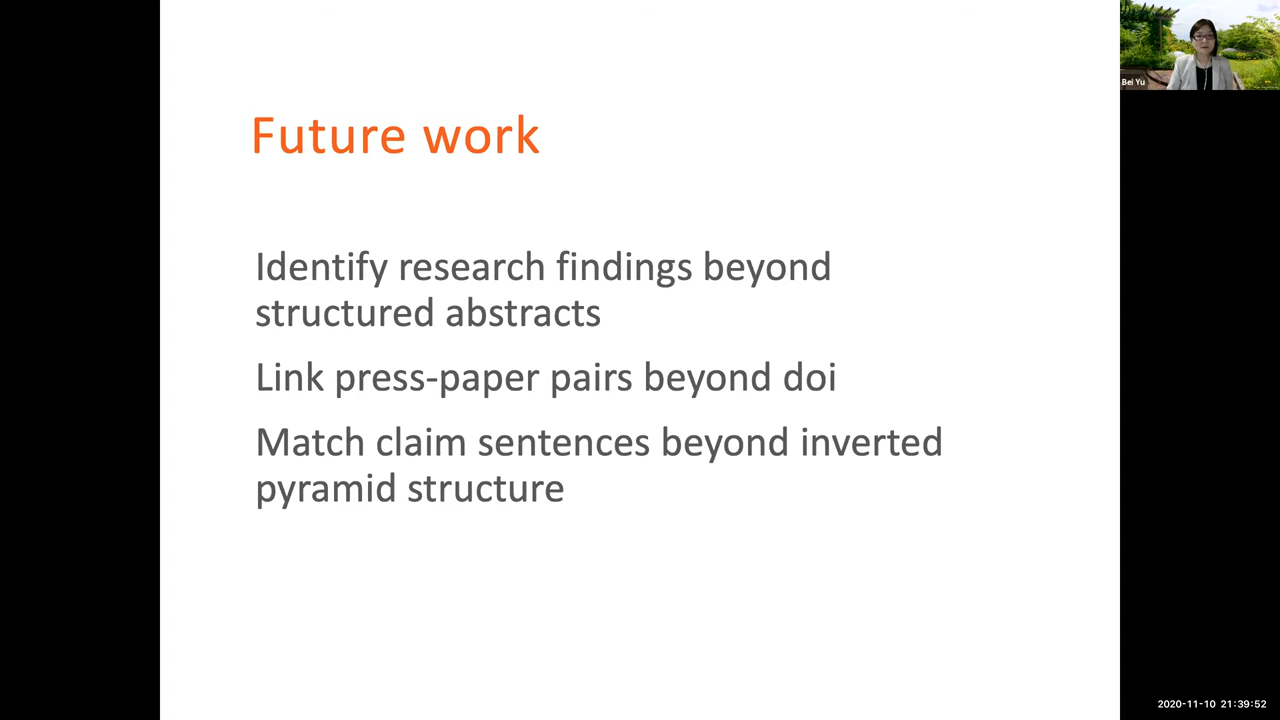 Future work
Identify research findings beyond
structured abstracts
Link press-paper pairs beyond doi
Match claim sentences beyond inverted
pyramid structure
Bei Yu
2020-11-10 21:39:52